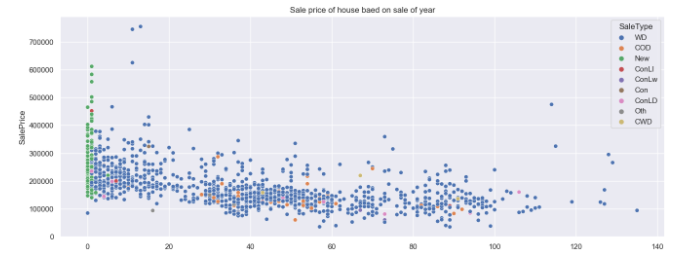 Sale price of house baed on sale of year
SaleType
WD
COD
New
ConLI
ConLw
Con
ConLD
Oth
CWD
SalePrice
700000
600000
500000
400000
300000
200000
100000
0
0 20 40 60 80 100 120 140